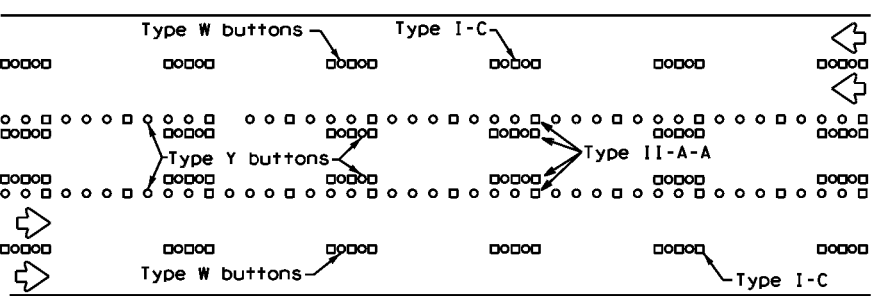 Type W buttons
Type I-C
Type Y buttons
Type II-A-A
Type W buttons
Type I-C